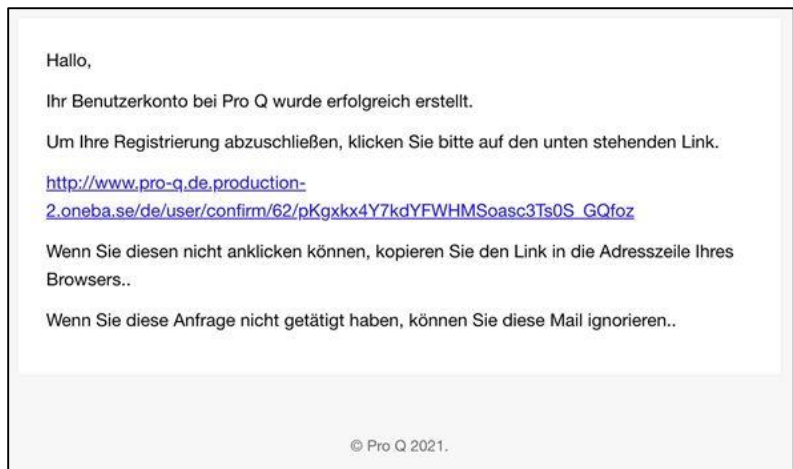 Hallo,
Ihr Benutzerkonto bei Pro Q wurde erfolgreich erstellt.
Um Ihre Registrierung abzuschließen, klicken Sie bitte auf den unten stehenden Link.
http://www.pro-q.de.production-
2.oneba.se/de/user/confirm/62/pKgxkx4Y7kdYFWHMSoasc3Ts0S_GQfoz
Wenn Sie diesen nicht anklicken können, kopieren Sie den Link in die Adresszeile Ihres
Browsers..
Wenn Sie diese Anfrage nicht getätigt haben, können Sie diese Mail ignorieren..
© Pro Q 2021.